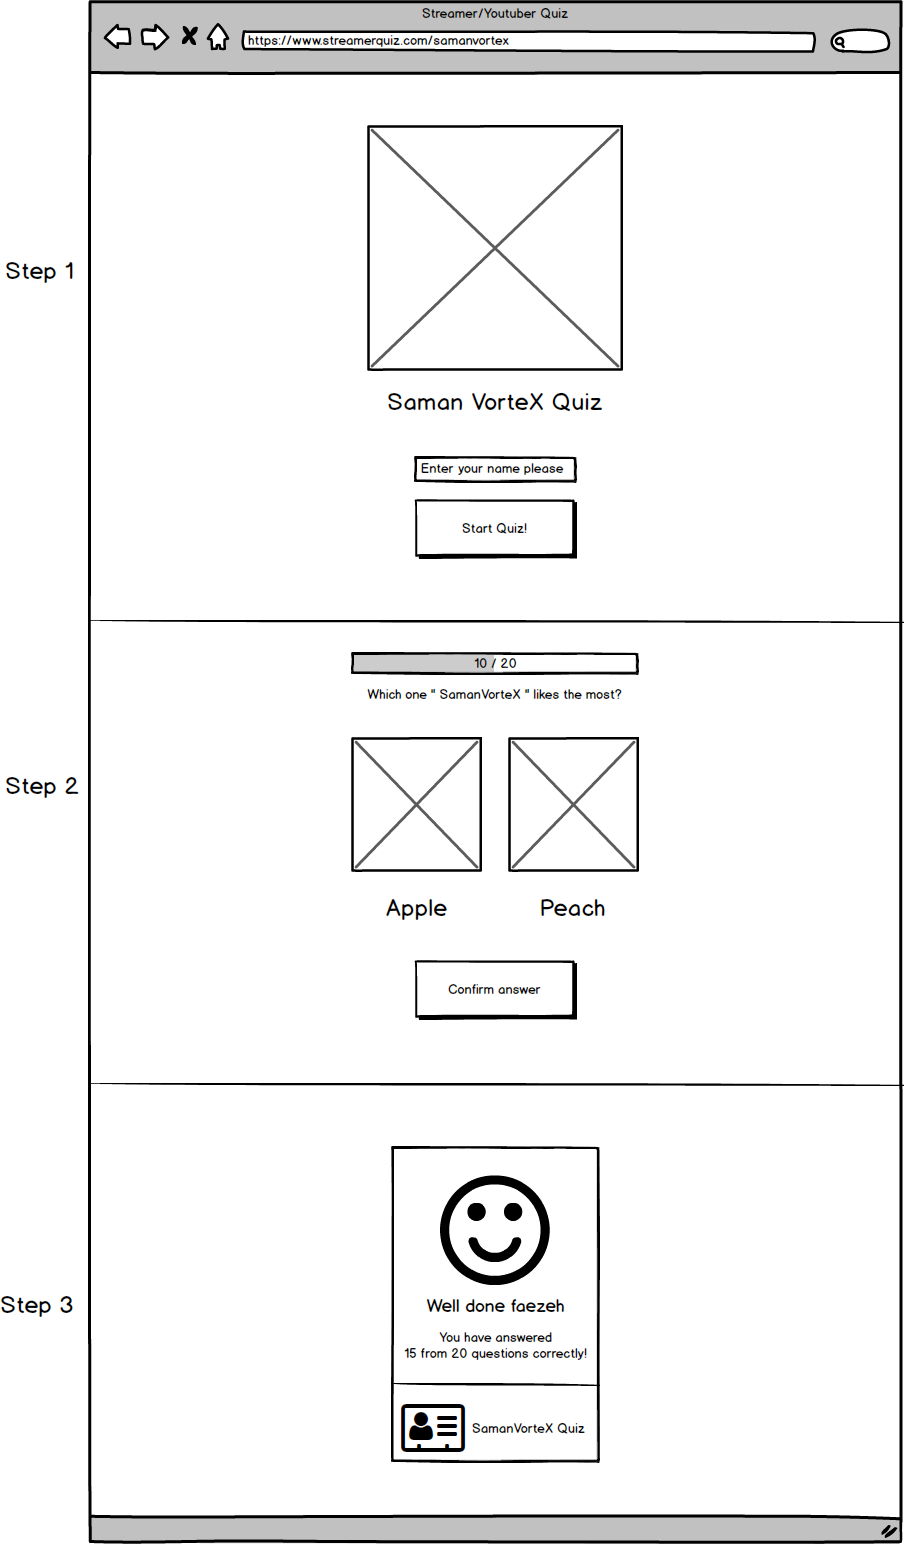 Streamer/Youtuber Quiz
https://www.streamerquiz.com/samanvortex
Step 1
Saman VorteX Quiz
Enter your name please
Start Quiz!
10 / 20
Which one " SamanVorteX " likes the most?
Step 2
Apple
Peach
Confirm answer
Step 3
Well done faezeh
You have answered
15 from 20 questions correctly!
SamanVorteX Quiz